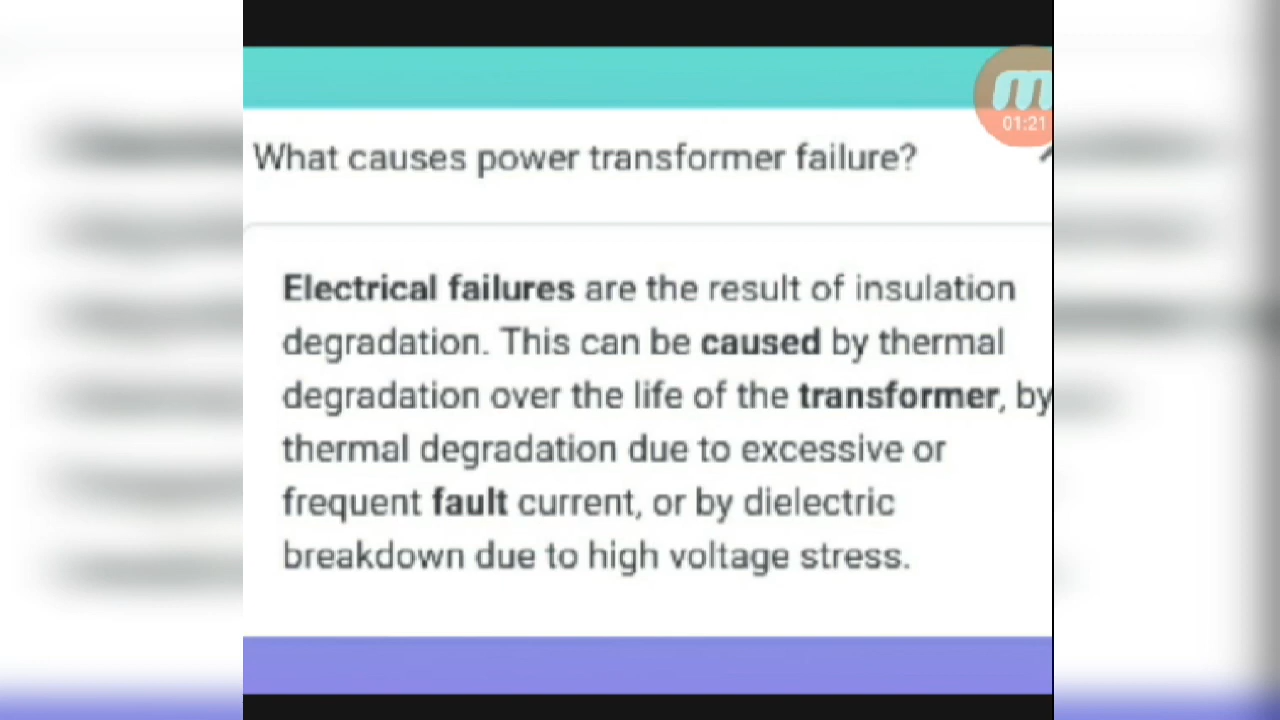 m
01:21
What causes power transformer failure?
Electrical failures are the result of insulation
degradation. This can be caused by thermal
degradation over the life of the transformer, by
thermal degradation due to excessive or
frequent fault current, or by dielectric
breakdown due to high voltage stress.